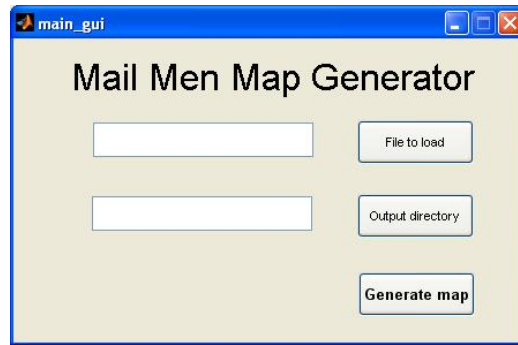 main_gui
Mail Men Map Generator
File to load
Output directory
Generate map